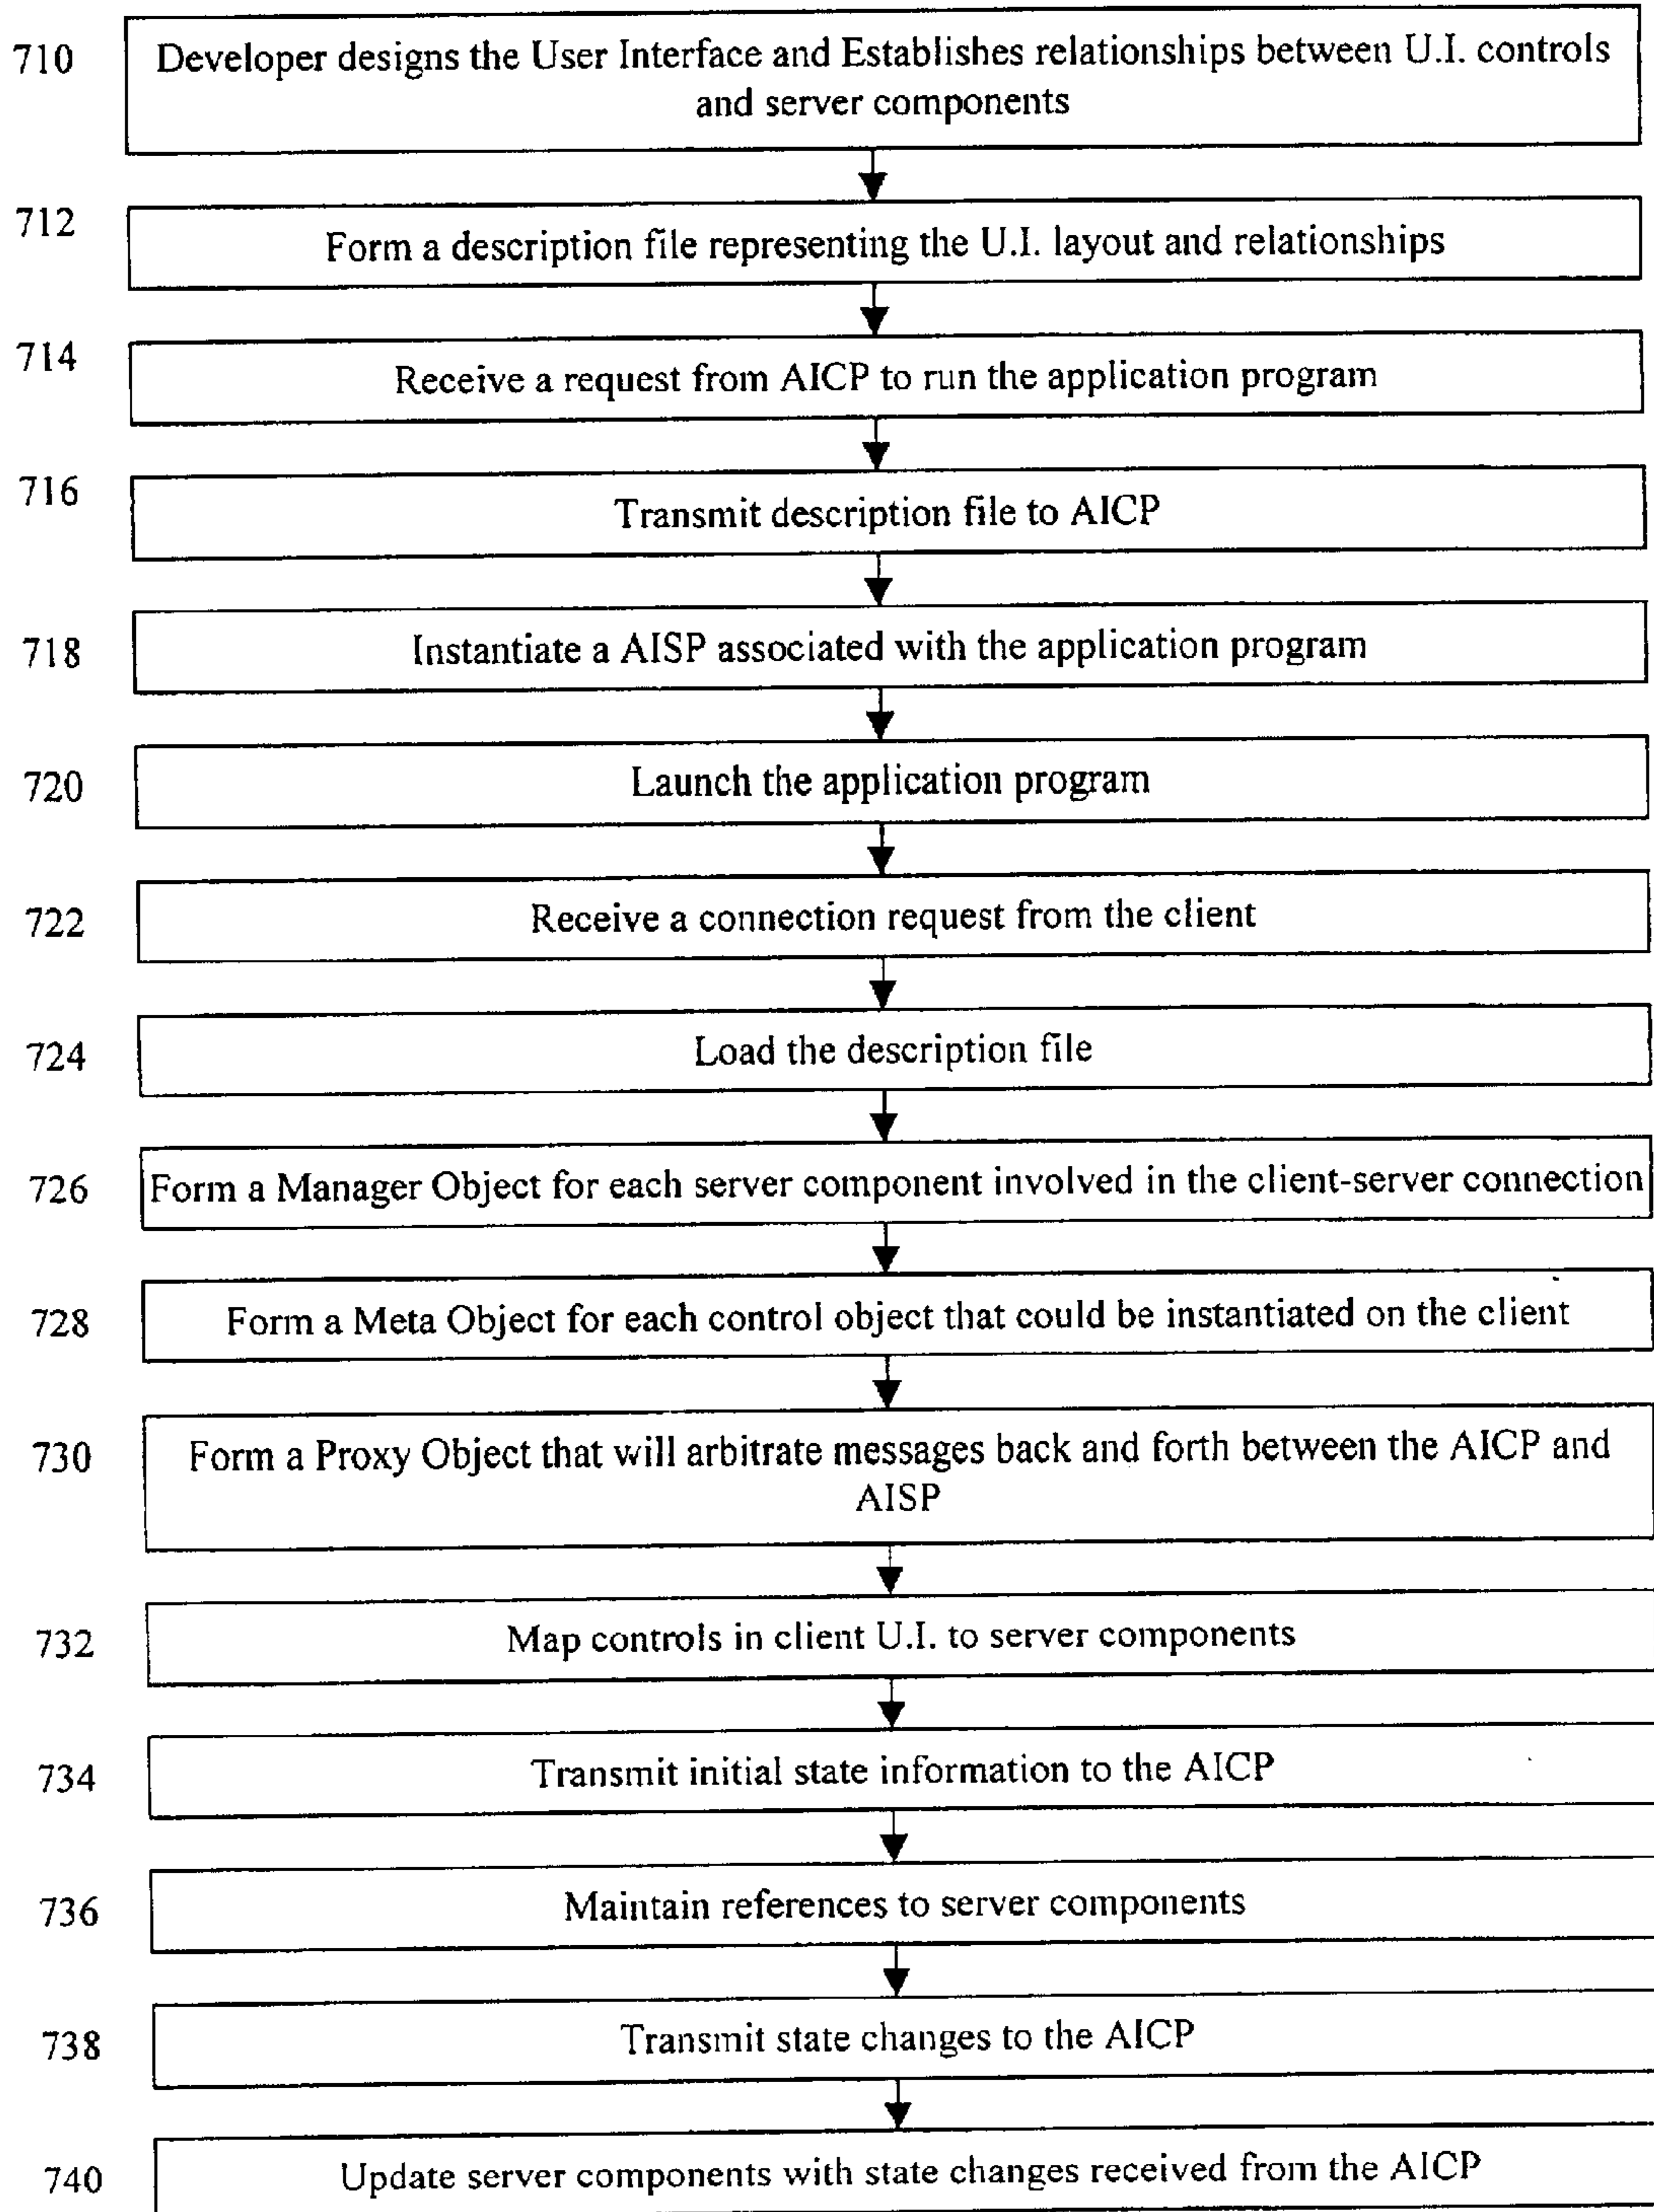 710
Developer designs the User Interface and Establishes relationships between U.I. controls
and server components
712
Form a description file representing the U.I. layout and relationships
714
Receive a request from AICP to run the application program
716
Transmit description file to AICP
718
Instantiate a AISP associated with the application program
720
Launch the application program
722
Receive a connection request from the client
724
Load the description file
726
Form a Manager Object for each server component involved in the client-server connection
728
Form a Meta Object for each control object that could be instantiated on the client
730
Form a Proxy Object that will arbitrate messages back and forth between the AICP and
AISP
732
Map controls in client U.I. to server components
734
Transmit initial state information to the AICP
736
Maintain references to server components
738
Transmit state changes to the AICP
740
Update server components with state changes received from the AICP